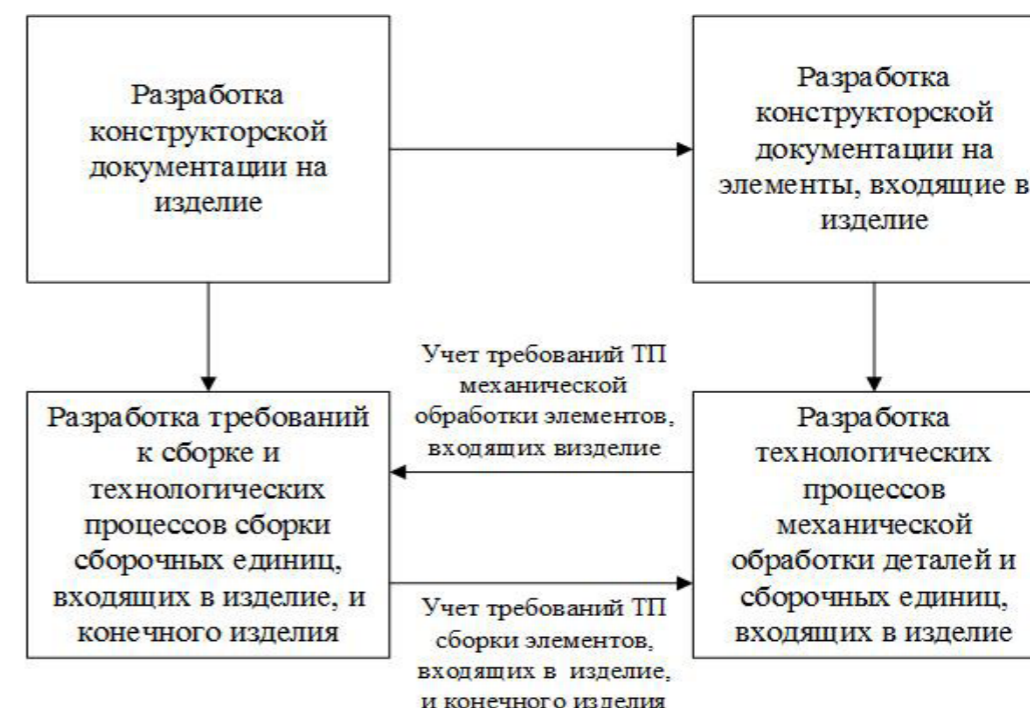 Разработка
конструкторской
документации на
изделие
Разработка
конструкторской
документации на
элементы, входящие в
изделие
Учет требований ТП
механической
обработки элементов,
входящих визделие
Разработка требований
к сборке и
технологических
процессов сборки
сборочных единиц,
входящих в изделие, и
конечного изделия
Разработка
технологических
процессов
механической
обработки деталей и
сборочных единиц,
входящих в изделие
Учет требований ТП
сборки элементов,
входящих в изделие,
и конечного изделия